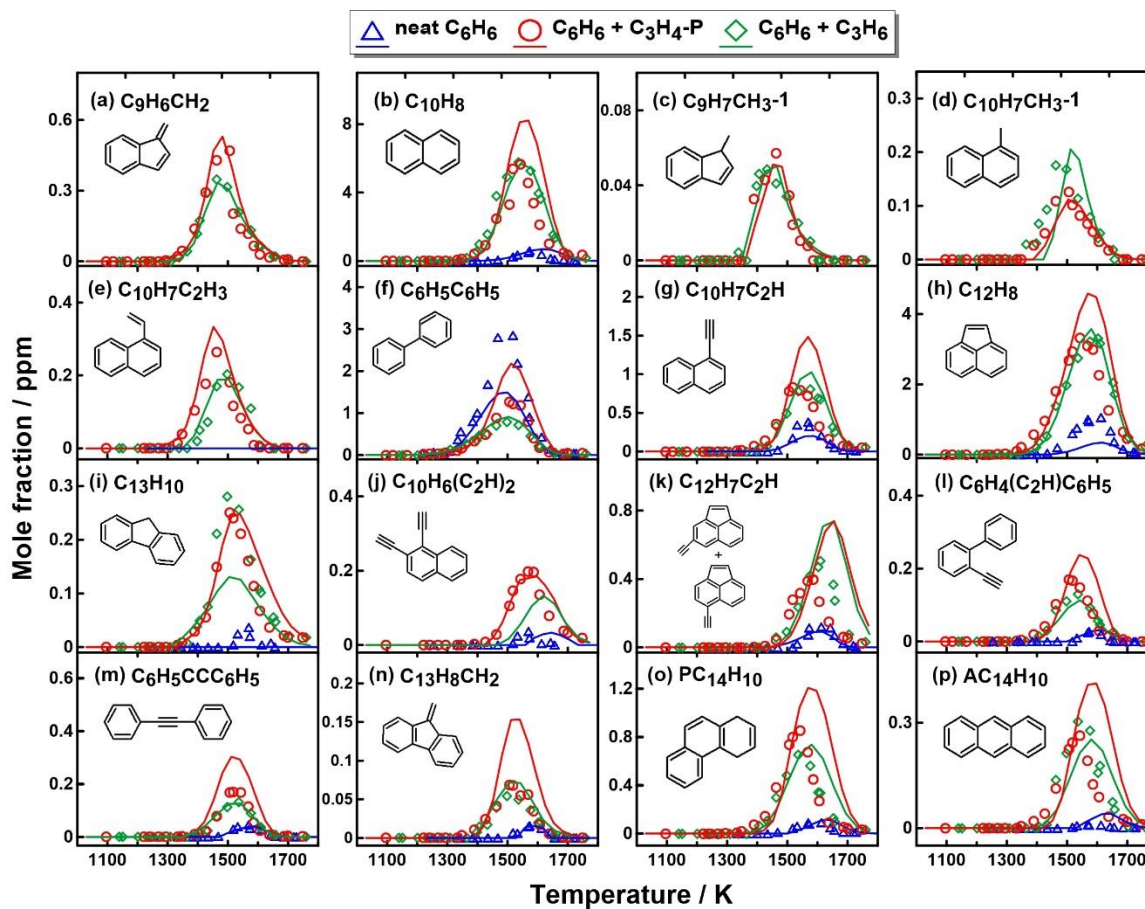 neat C6H6 C6H6 + C3H4-P C6H6 + C3H6
Mole fraction / ppm
(a) C9H6CH2
0.6
0.3
0
(b) C10H8
8
6
4
2
0
(c) C9H7CH3-1
0.08
0.04
0.00
(d) C10H7CH3-1
0.3
0.2
0.1
0
(e) C10H7C2H3
0.4
0.2
0
(f) C6H5C6H5
4
3
2
1
0
(g) C10H7C2H
2
1.5
1
0.5
0
(h) C12H8
6
4
2
0
(i) C13H10
0.3
0.2
0.1
0
(j) C10H6(C2H)2
0.4
0.2
0
(k) C12H7C2H
+
0.8
0.4
0
(l) C6H4(C2H)C6H5
0.4
0.2
0
(m) C6H5CCC6H5
0.6
0.4
0.2
0
(n) C13H8CH2
0.2
0.15
0.1
0.05
0
(o) PC14H10
1.2
0.8
0.4
0
(p) AC14H10
0.3
0
1100 1300 1500 1700
1100 1300 1500 1700
1100 1300 1500 1700
1100 1300 1500 1700
Temperature / K